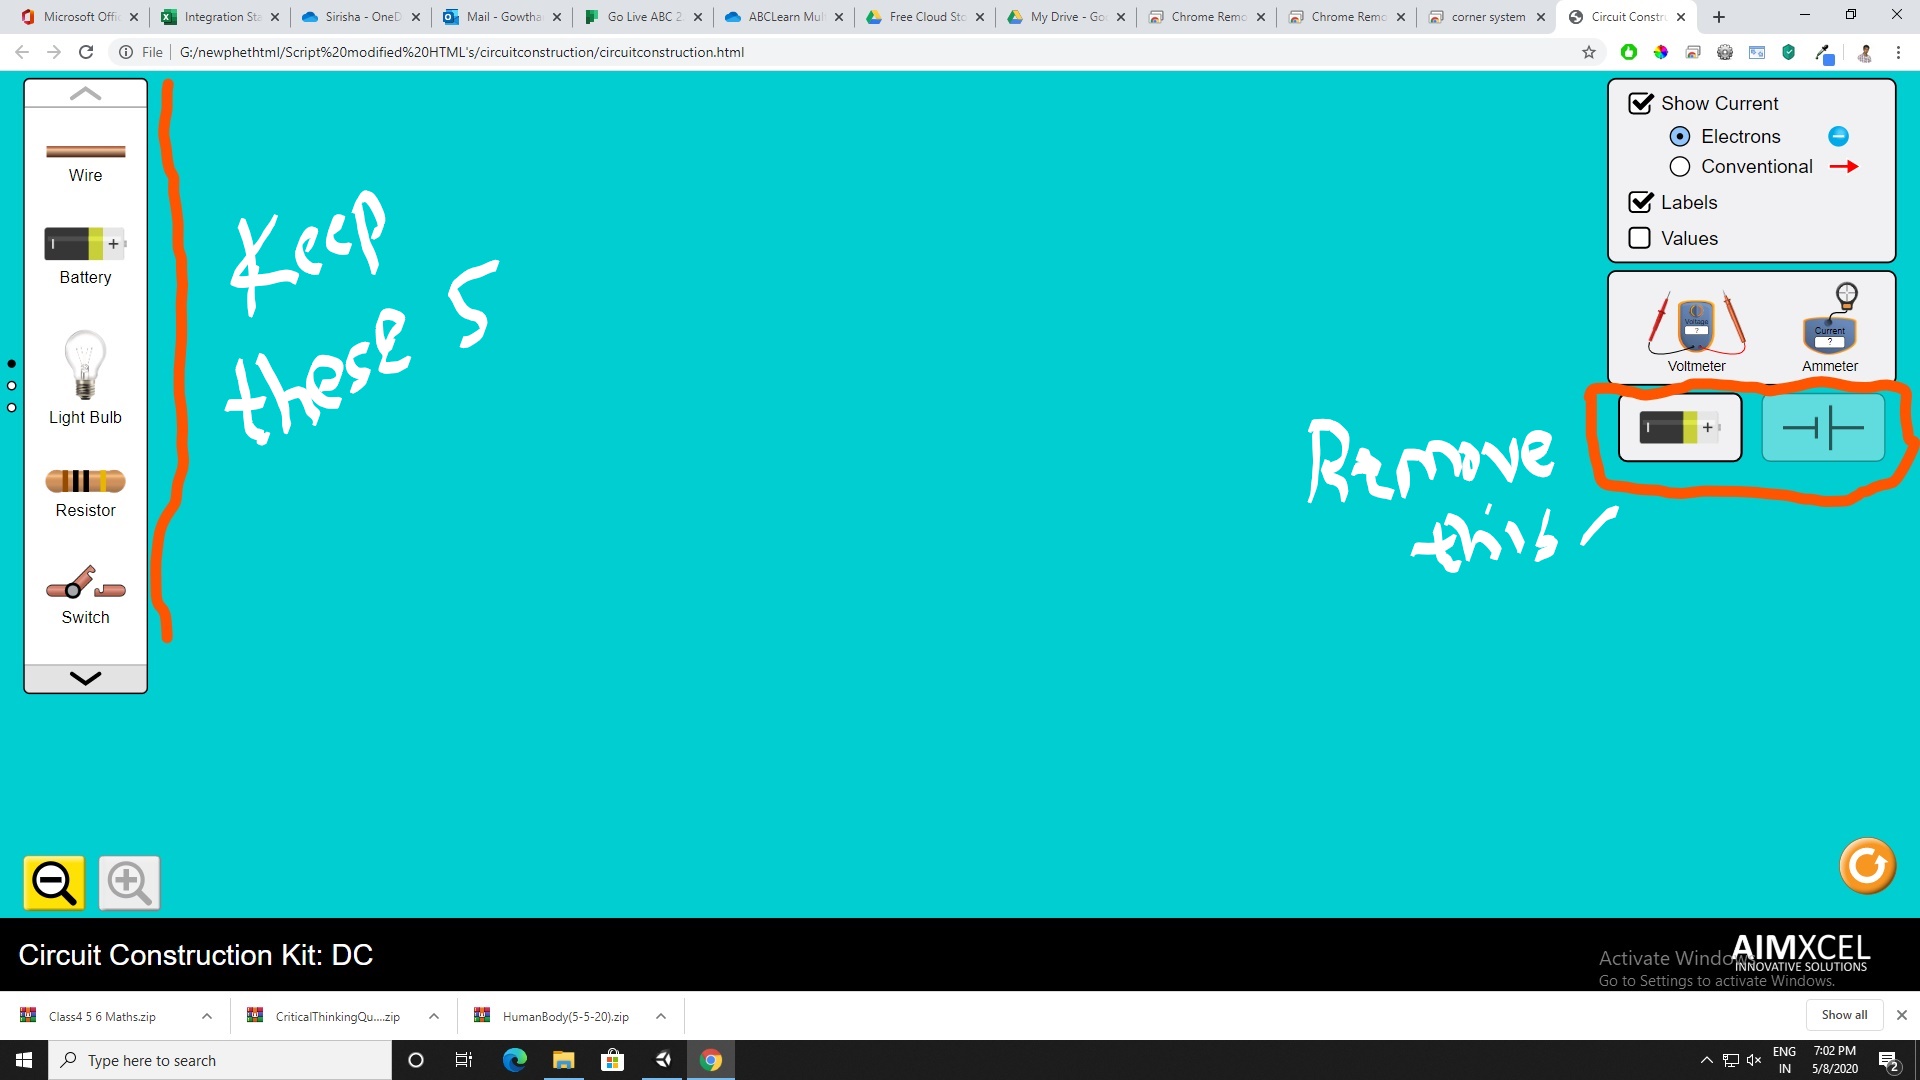 Microsoft Offi
Integration Sta
Sirisha - OneD
Mail - Gowtha
Go Live ABC 2
ABCLearn Mul
Free Cloud Sto
My Drive - Goo
Chrome Remo
Chrome Remo
corner system
Circuit Constru
File
G:/newphethtml/Script%20modified%20HTML's/circuitconstruction/circuitconstruction.html
Wire
Battery
Light Bulb
Resistor
Switch
Keep
these 5
Show Current
Electrons
Conventional
Labels
Values
Voltage
?
Voltmeter
Current
?
Ammeter
Remove
this
Circuit Construction Kit: DC
AIMXCEL
INNOVATIVE SOLUTIONS
Activate Windows
Go to Settings to activate Windows.
Class4 5 6 Maths.zip
CriticalThinkingQu....zip
HumanBody(5-5-20).zip
Show all
Type here to search
ENG
IN
7:02 PM
5/8/2020
2